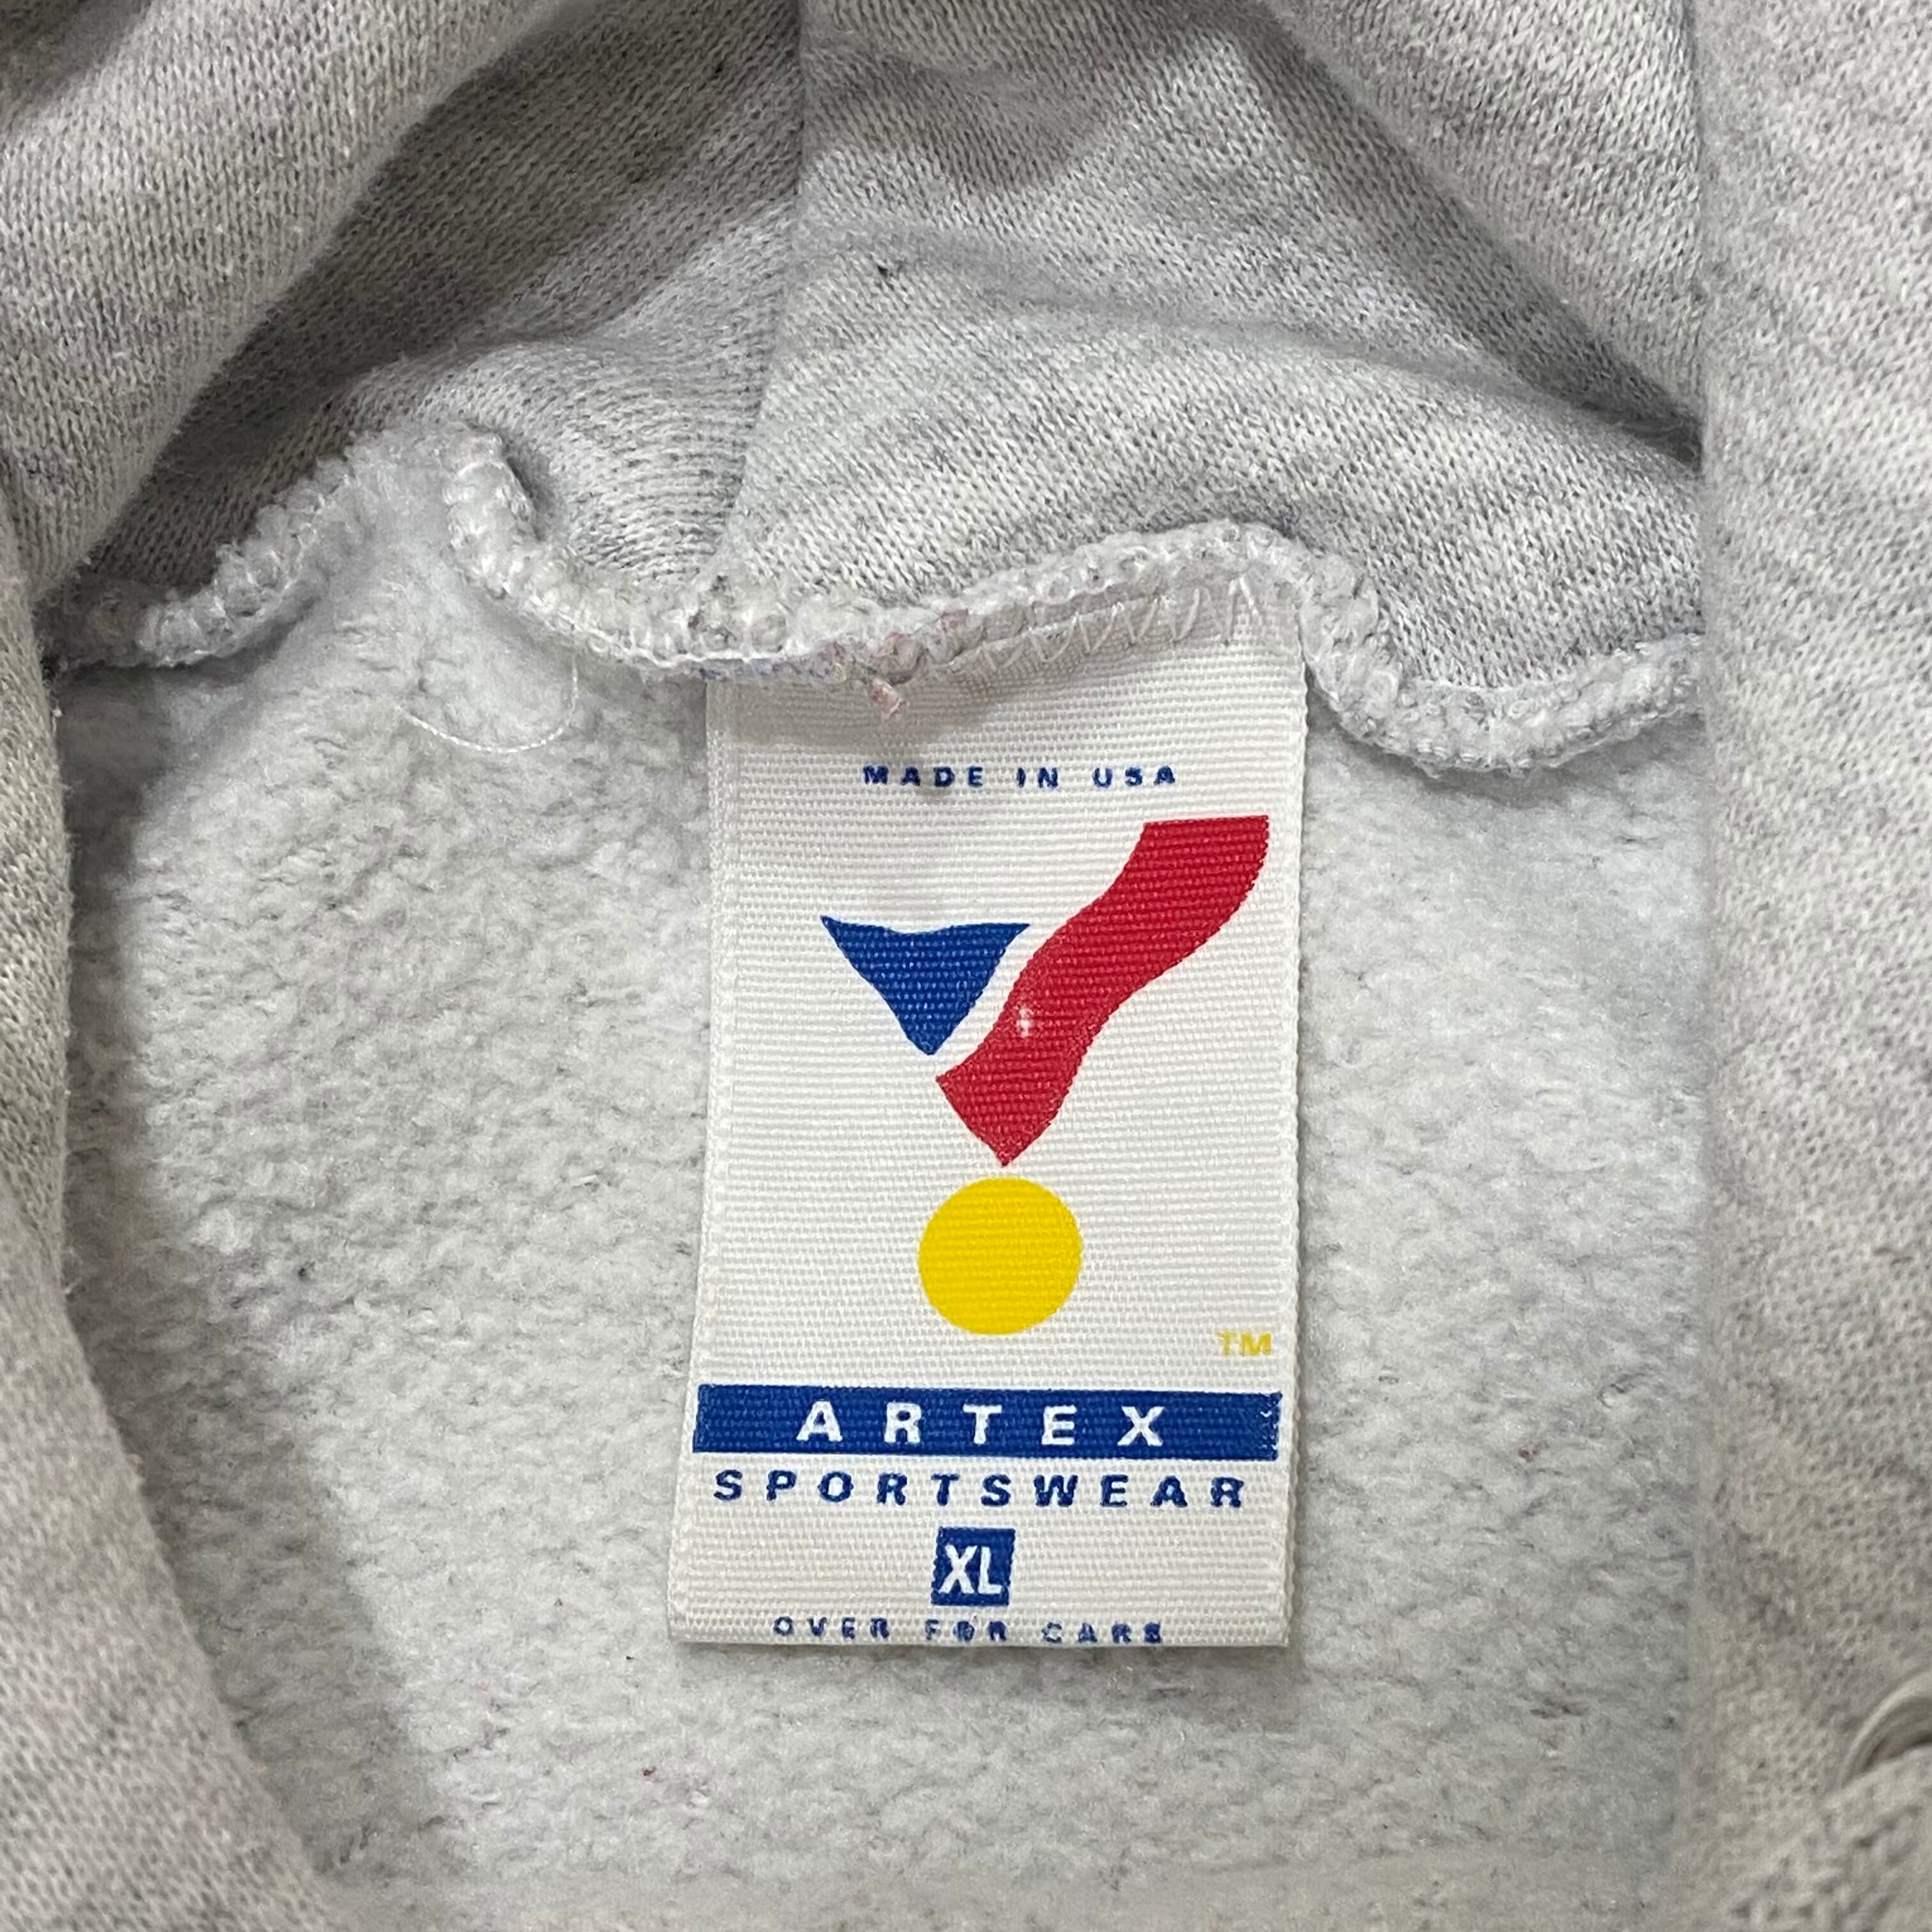 MADE IN USA
TM
ARTEX
SPORTSWEAR
XL
OVER FOR CARE